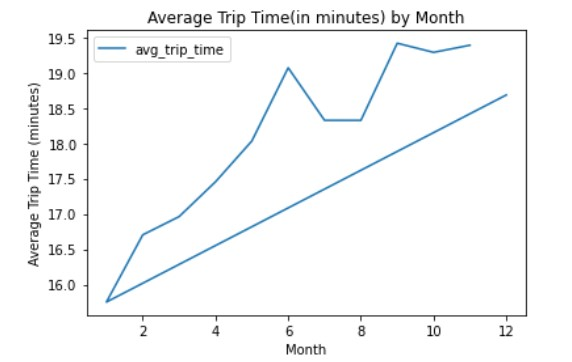 Average Trip Time(in minutes) by Month
avg_trip_time
Average Trip Time (minutes)
19.5
19.0
18.5
18.0
17.5
17.0
16.5
16.0
2 4 6 8 10 12
Month